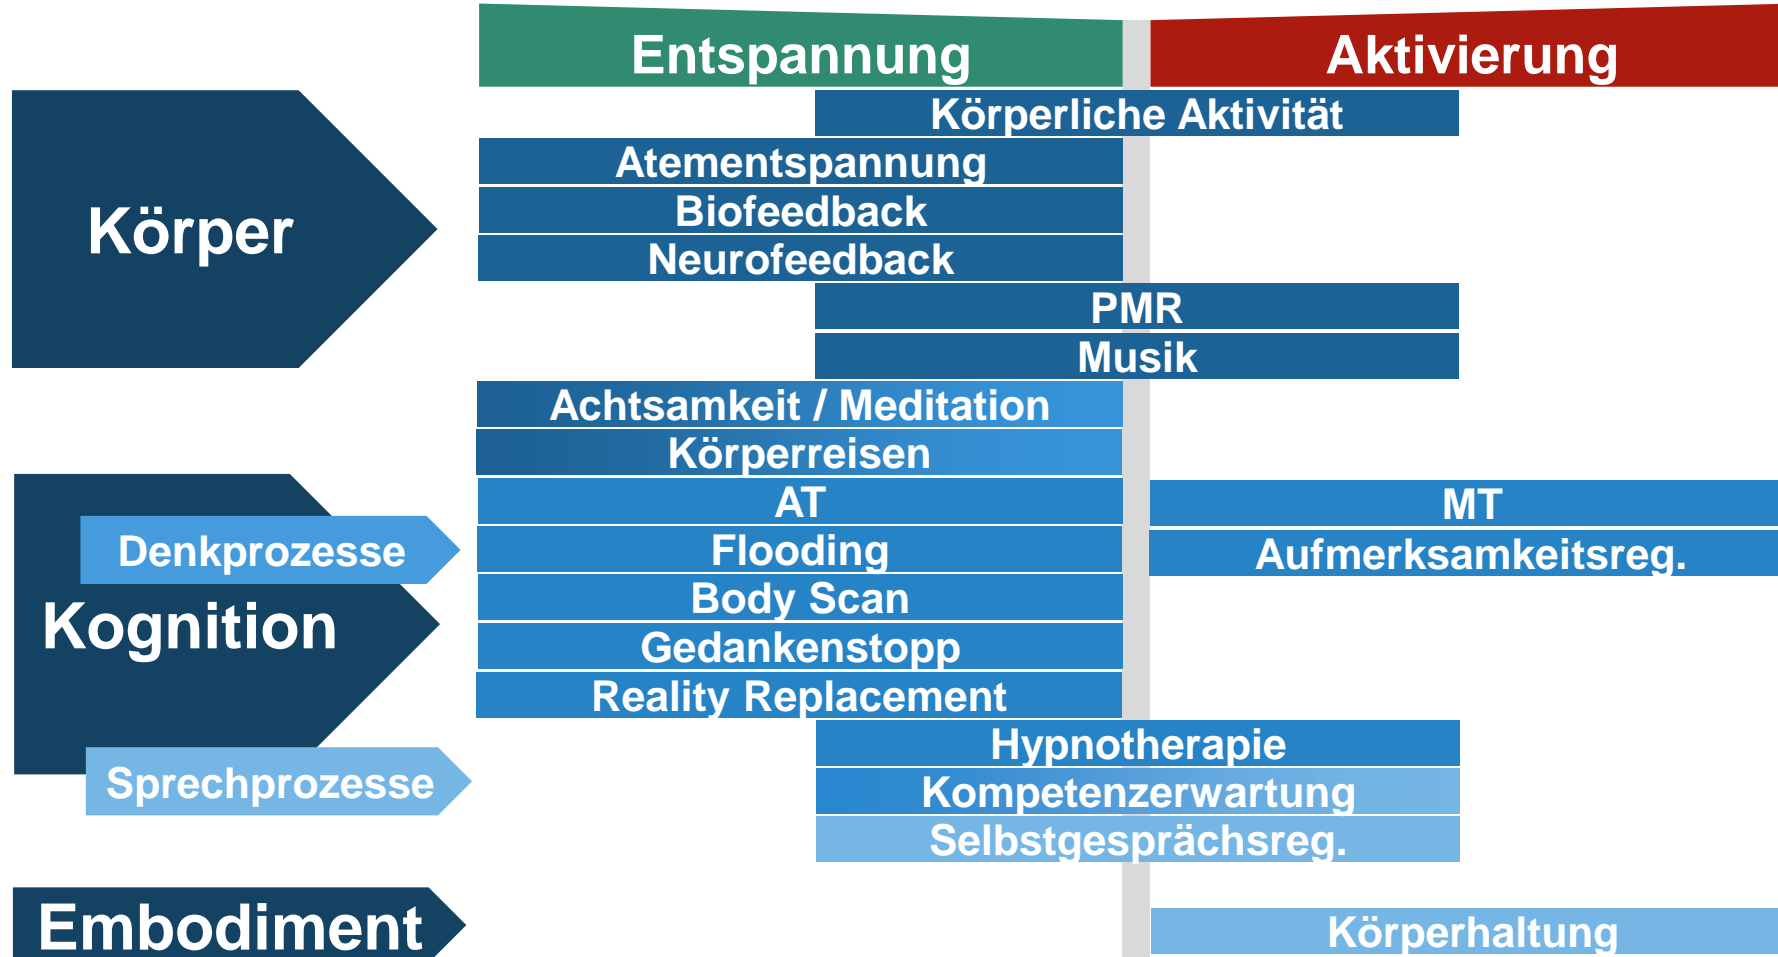 Entspannung
Aktivierung
Körperliche Aktivität
Atementspannung
Körper
Biofeedback
Neurofeedback
PMR
Musik
Achtsamkeit / Meditation
Körperreisen
AT
MT
Denkprozesse
Flooding
Aufmerksamkeitsreg.
Body Scan
Kognition
Gedankenstopp
Reality Replacement
Hypnotherapie
Sprechprozesse
Kompetenzerwartung
Selbstgesprächsreg.
Embodiment
Körperhaltung